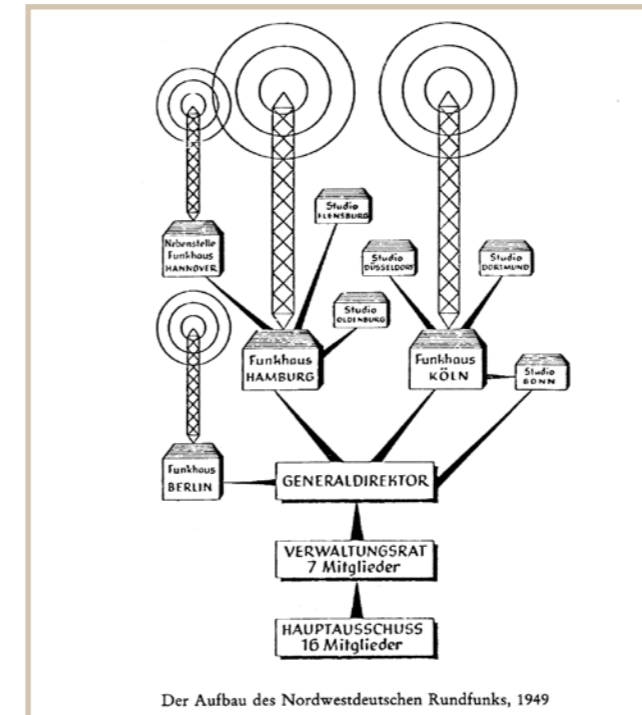 Studio
FLENSBURG
Nebenstelle
Funkhaus
HANNOVER
Studio
DÜSSELDORF
Studio
DORTMUND
Studio
OLDENBURG
Funkhaus
HAMBURG
Funkhaus
KÖLN
Studio
BONN
Funkhaus
BERLIN
GENERALDIREKTOR
VERWALTUNGSRAT
7 Mitglieder
HAUPTAUSSCHUSS
16 Mitglieder
Der Aufbau des Nordwestdeutschen Rundfunks, 1949